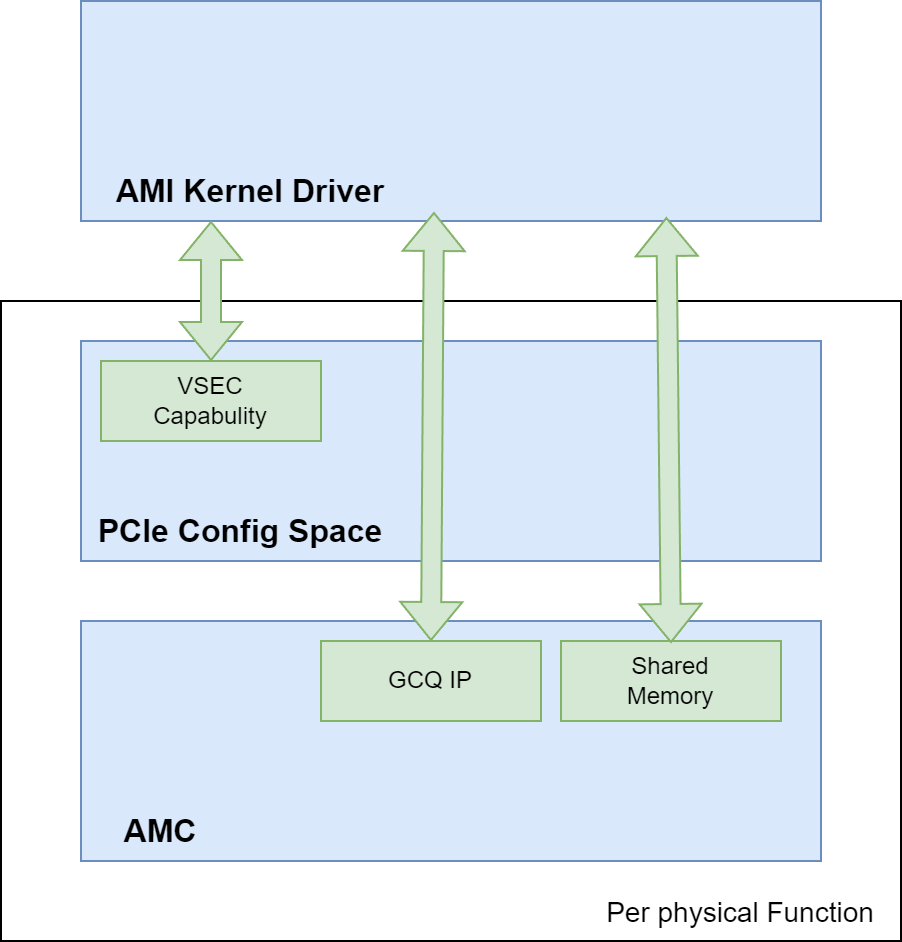 AMI Kernel Driver
VSEC
Capabulity
PCIe Config Space
GCQ IP
Shared
Memory
AMC
Per physical Function